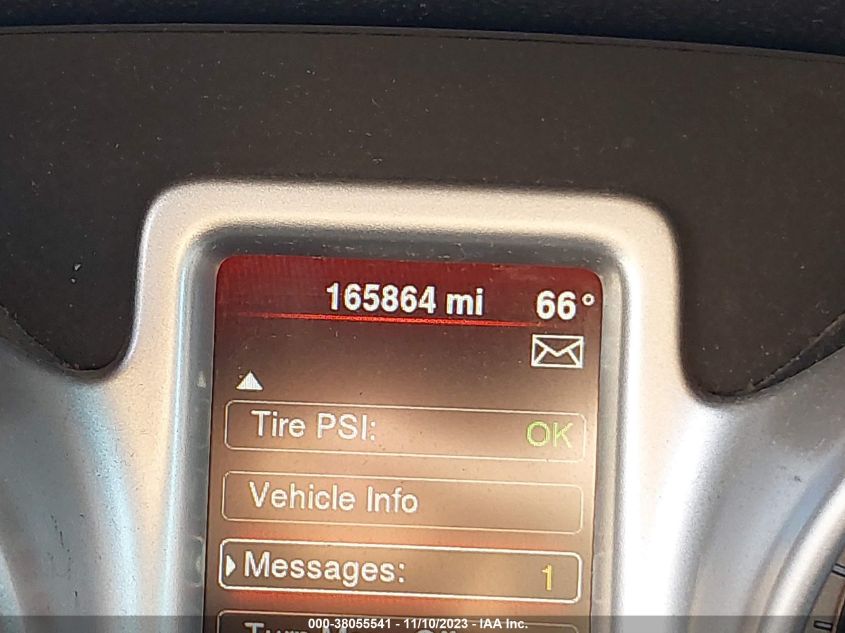 165864 mi 66°
Tire PSI: OK
Vehicle Info
Messages: 1
000-38055541 - 11/10/2023 - IAA Inc.